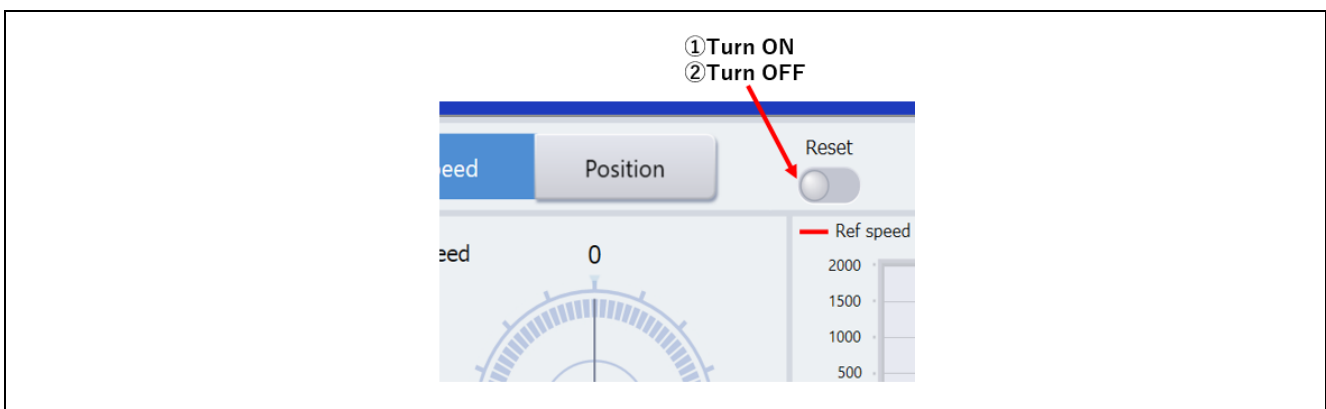 ①Turn ON
②Turn OFF
eed
Position
Reset
eed
0
Ref speed
2000
1500
1000
500